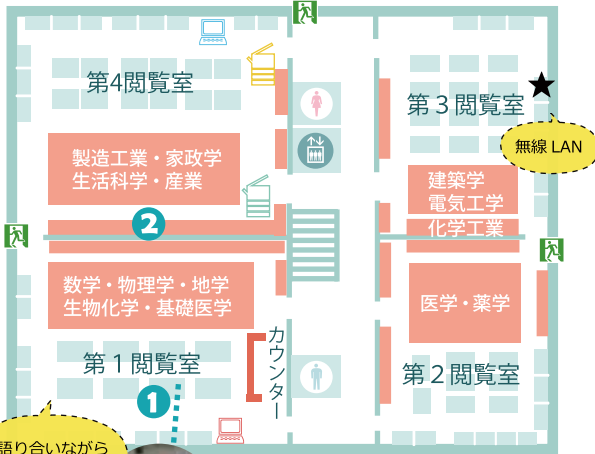 第4閲覧室
第３閲覧室
無線 LAN
製造工業・家政学
生活科学・産業
建築学
電気工学
化学工業
2
数学・物理学・地学
生物化学・基礎医学
医学・薬学
カウンター
第１閲覧室
第２閲覧室
1
語り合いながら